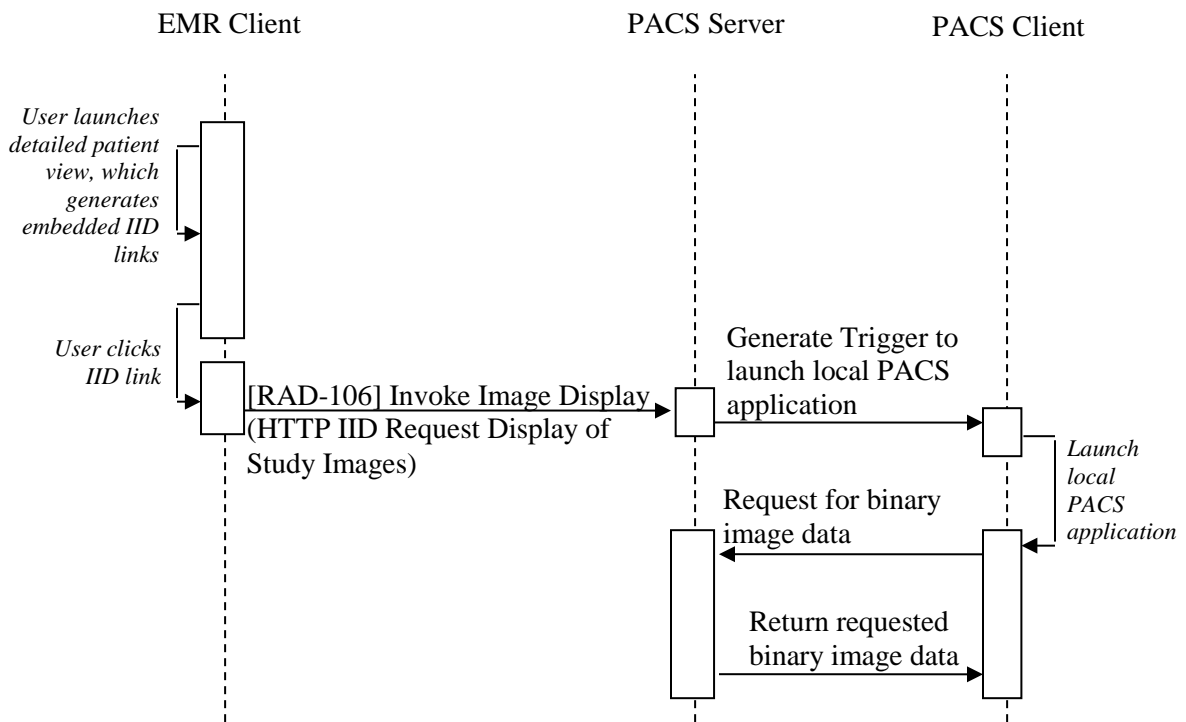 EMR Client
PACS Server
PACS Client
User launches
detailed patient
view, which
generates
embedded IID
links
User clicks
IID link
[RAD-106] Invoke Image Display
(HTTP IID Request Display of
Study Images)
Generate Trigger to
launch local PACS
application
Launch
local
PACS
application
Request for binary
image data
Return requested
binary image data